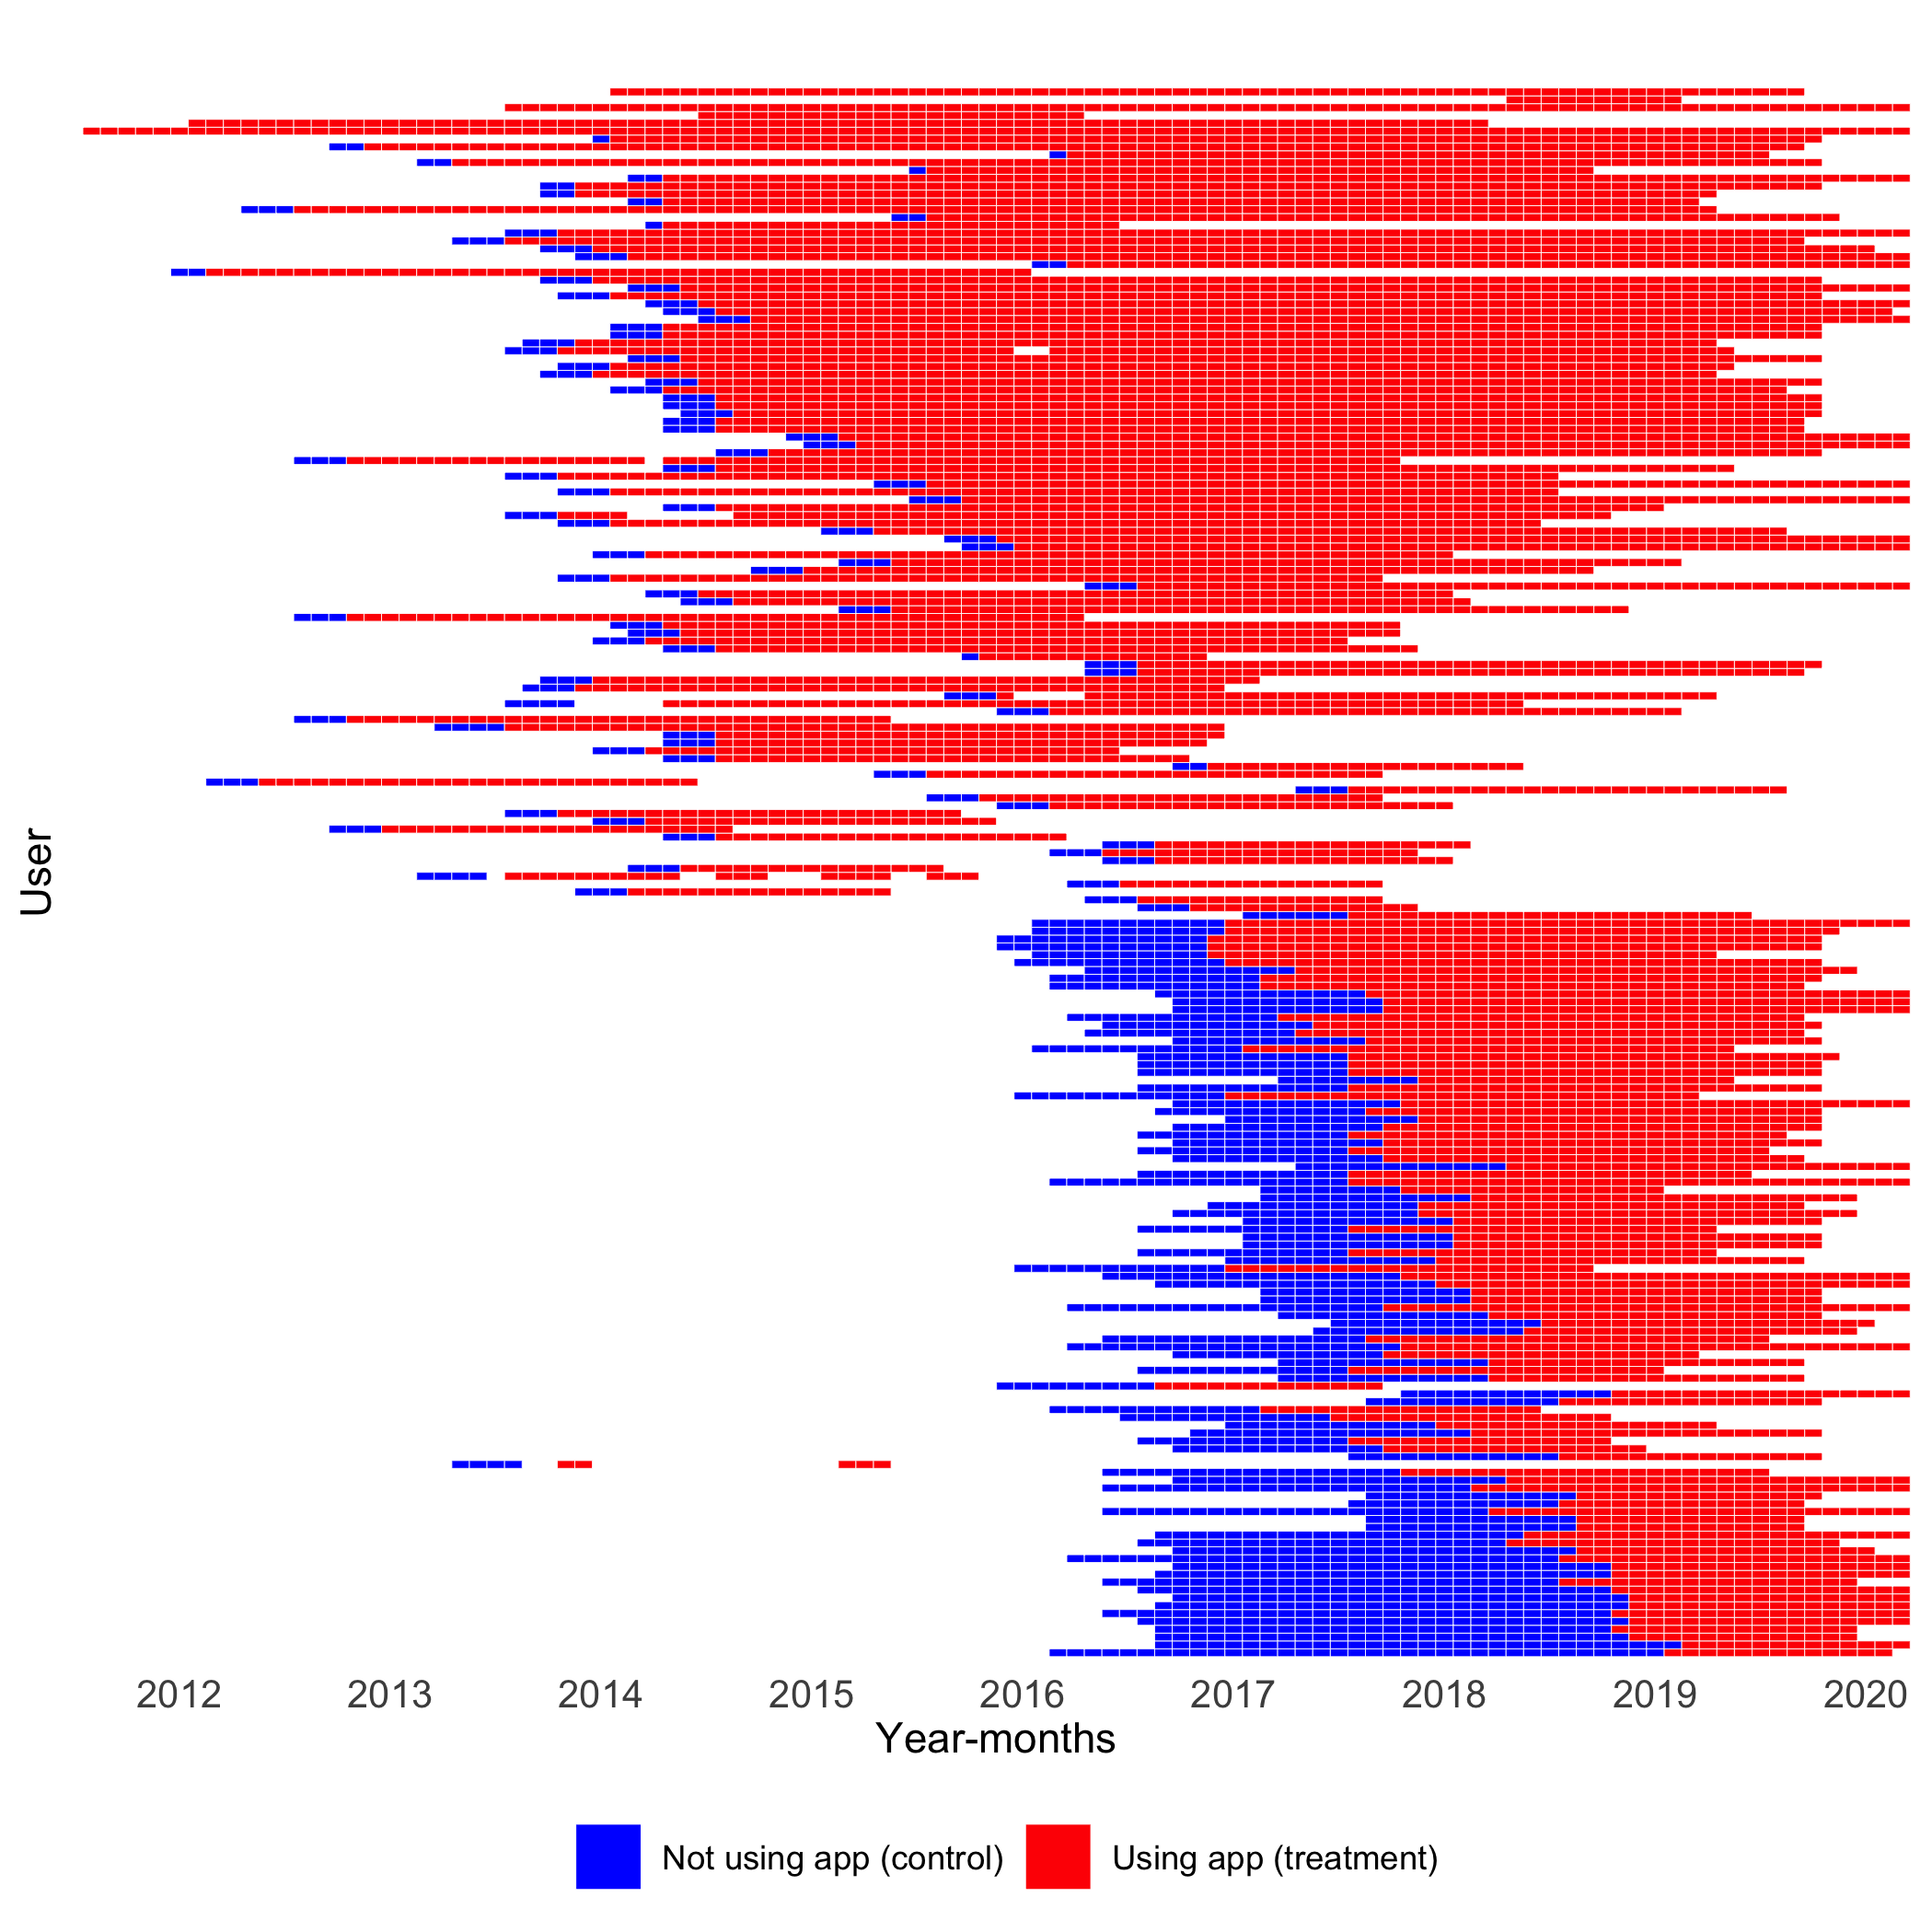 User
2012 2013 2014 2015 2016 2017 2018 2019 2020
Year-months
Not using app (control) Using app (treatment)